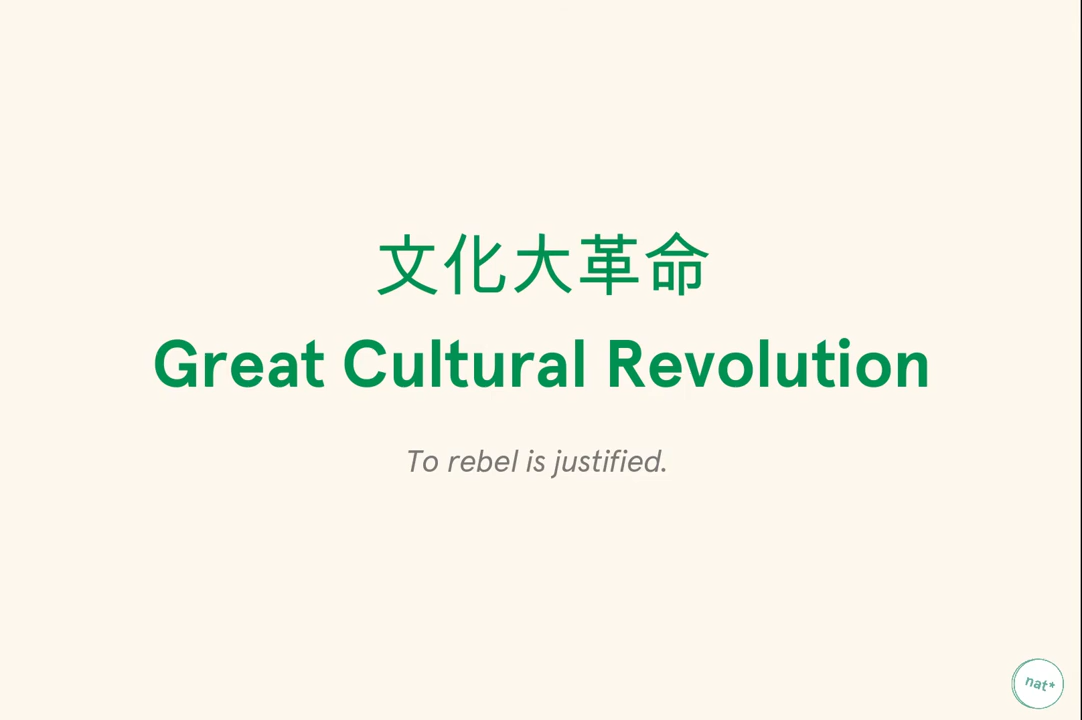 文化大革命
Great Cultural Revolution
To rebel is justified.
nat*